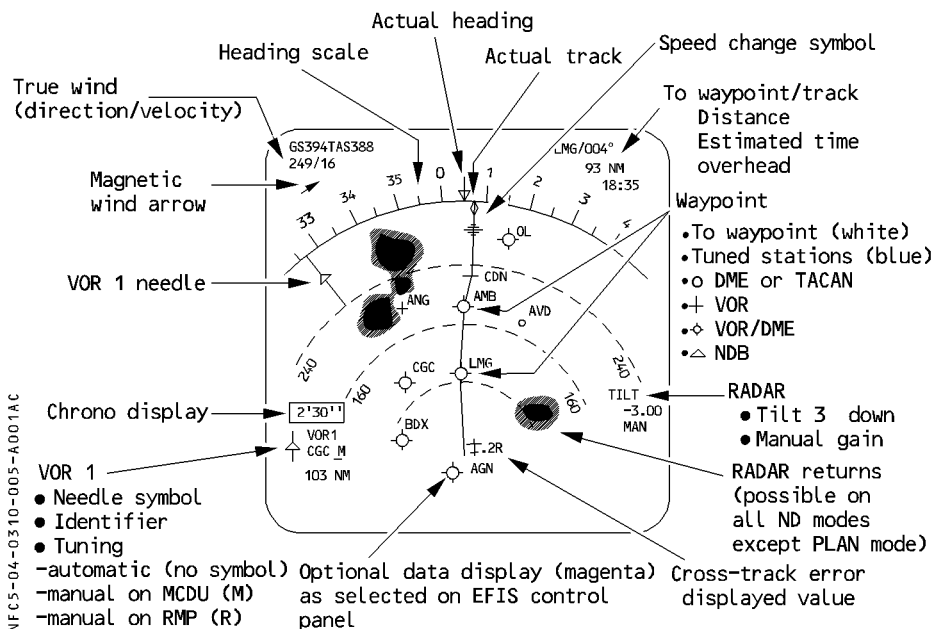 Actual heading
Heading scale
Actual track
Speed change symbol
True wind
(direction/velocity)
To waypoint/track
Distance
Estimated time
overhead
GS394TAS388
249/16
LMG/004°
93 NM
18:35
Magnetic
wind arrow
33
34
35
0
1
2
3
4
Waypoint
•To waypoint (white)
•Tuned stations (blue)
• DME or TACAN
• VOR
• VOR/DME
• NDB
OL
VOR 1 needle
CDN
ANG
AMB
AVD
CGC
LMG
240
160
160
240
BDX
AGN
.2R
TILT
-3.00
MAN
Chrono display
2'30''
VOR1
CGC M
103 NM
RADAR
● Tilt 3 down
● Manual gain
VOR 1
● Needle symbol
● Identifier
● Tuning
-automatic (no symbol)
-manual on MCDU (M)
-manual on RMP (R)
RADAR returns
(possible on
all ND modes
except PLAN mode)
Optional data display (magenta)
as selected on EFIS control
panel
Cross-track error
displayed value
NFC5-04-0310-005-A001AC